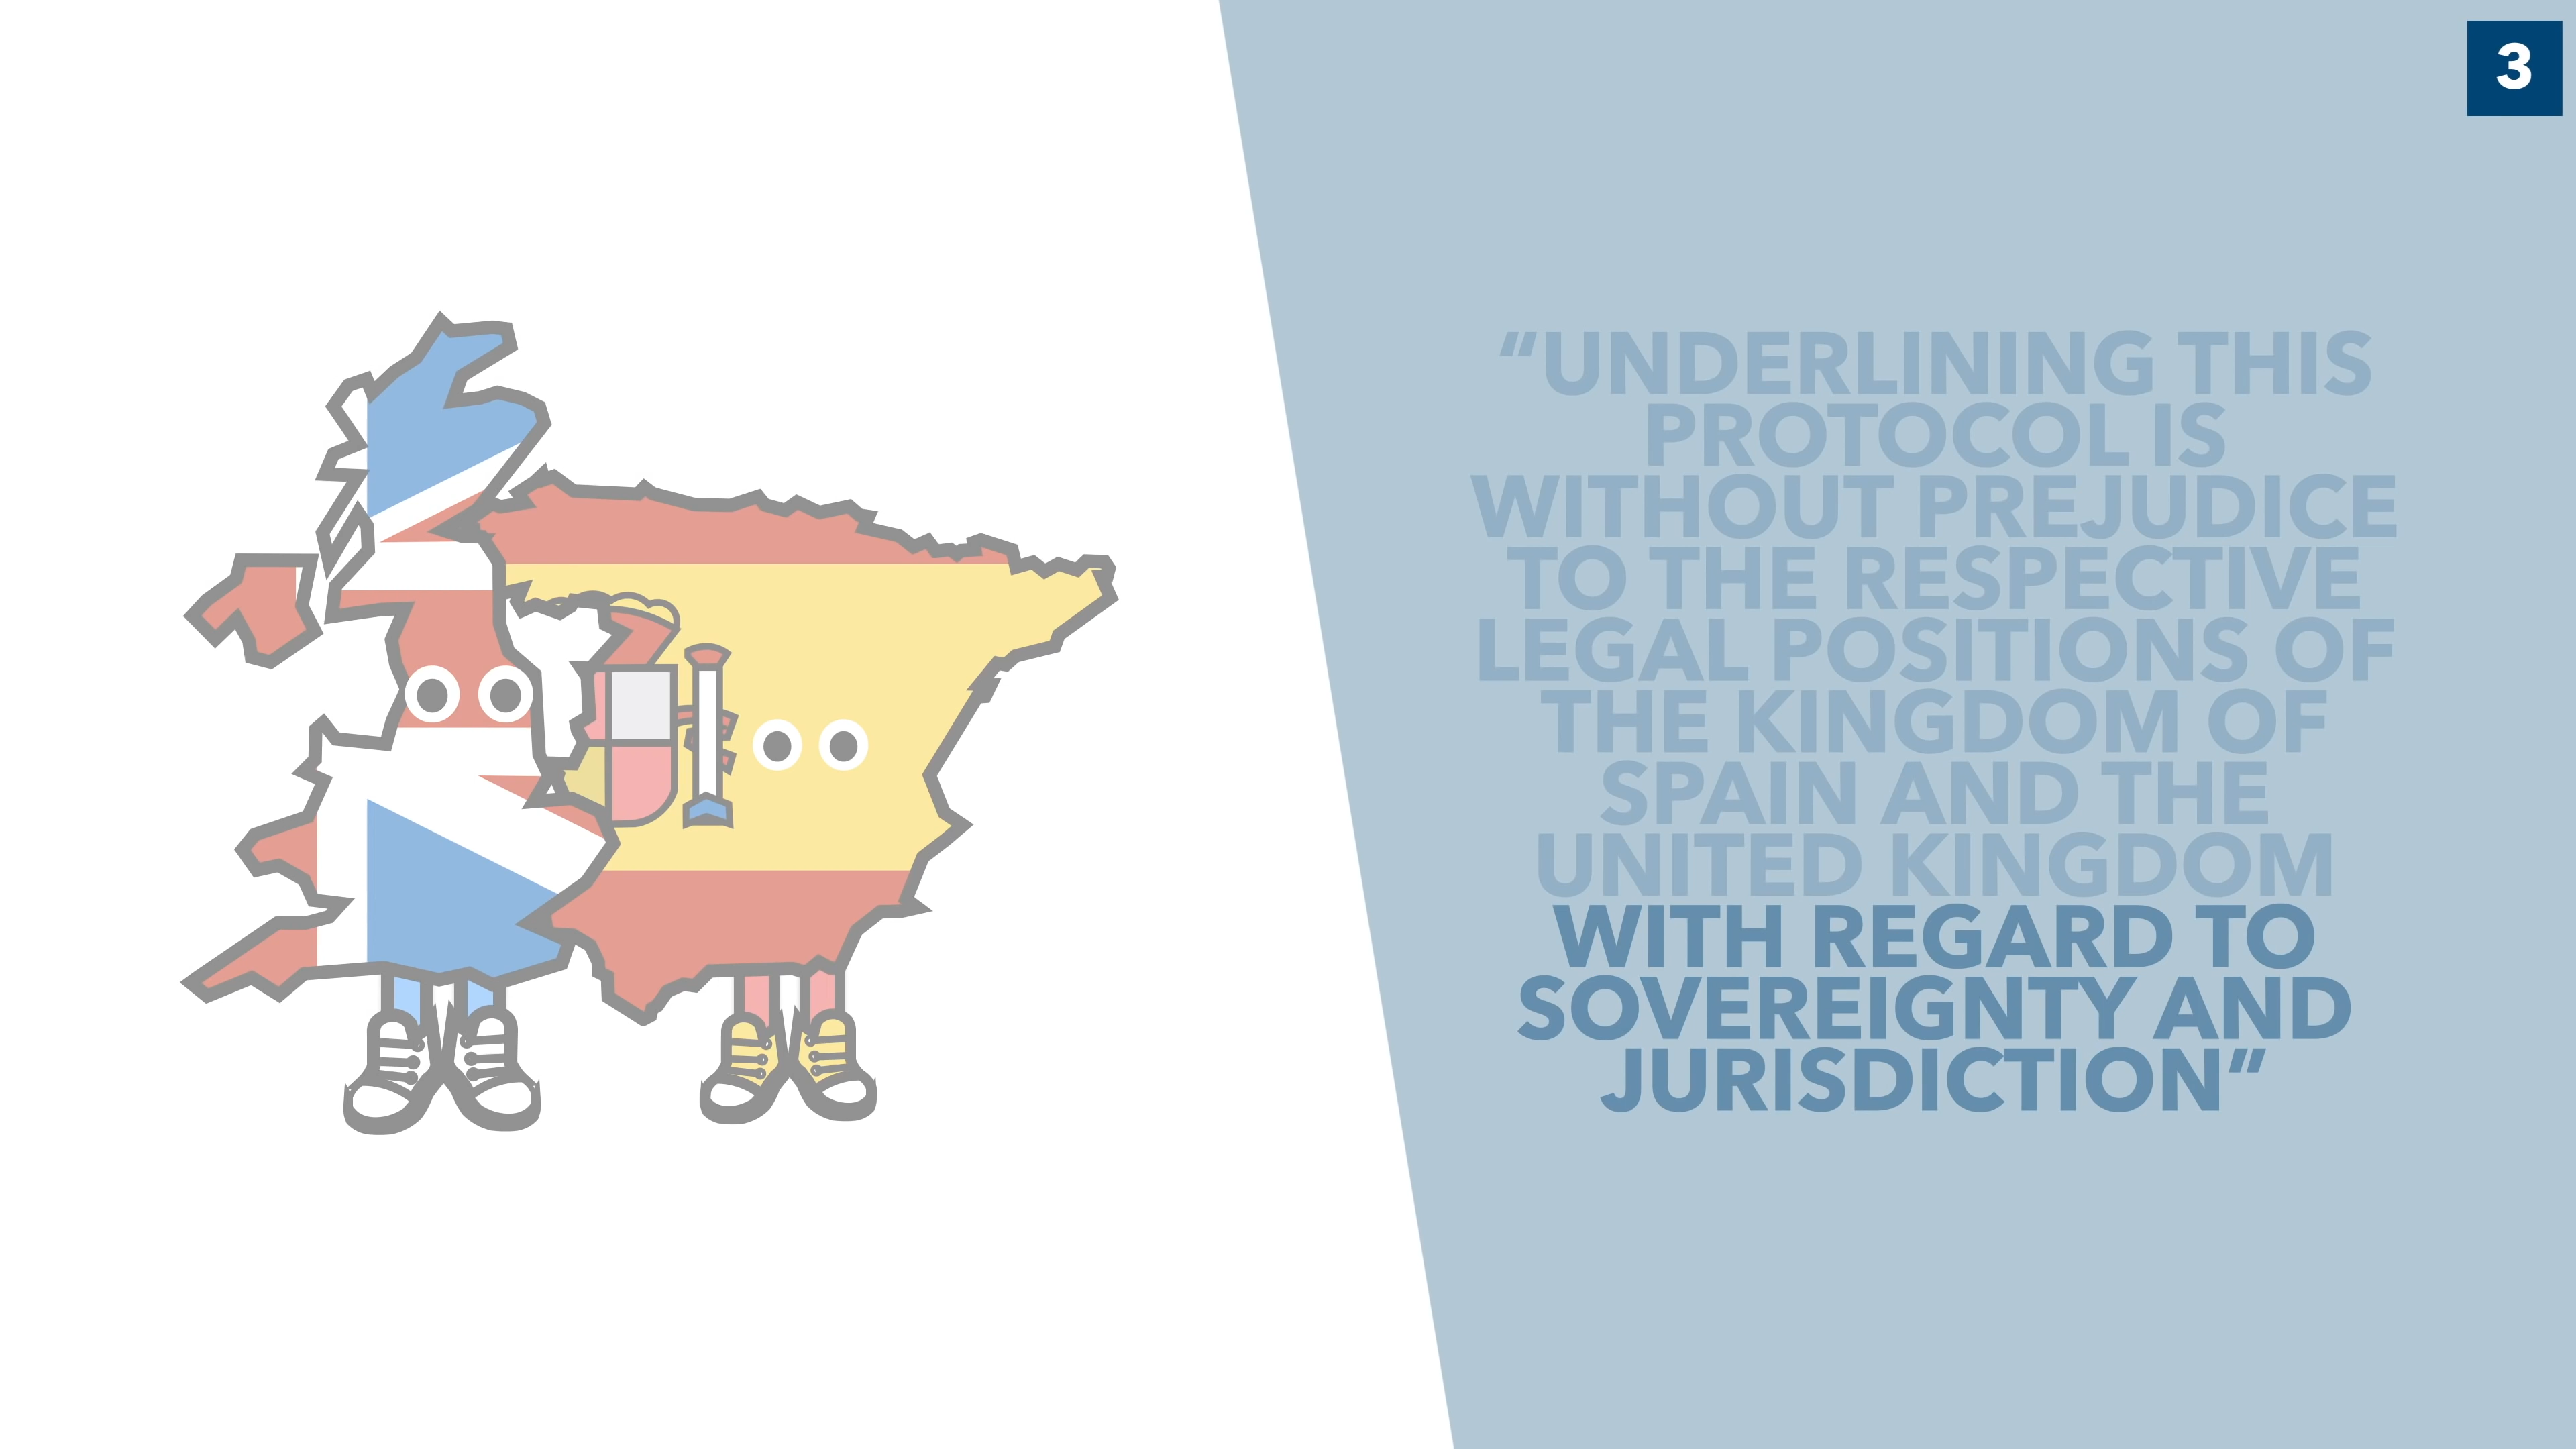 3
“UNDERLINING THIS
PROTOCOL IS
WITHOUT PREJUDICE
TO THE RESPECTIVE
LEGAL POSITIONS OF
THE KINGDOM OF
SPAIN AND THE
UNITED KINGDOM
WITH REGARD TO
SOVEREIGNTY AND
JURISDICTION”